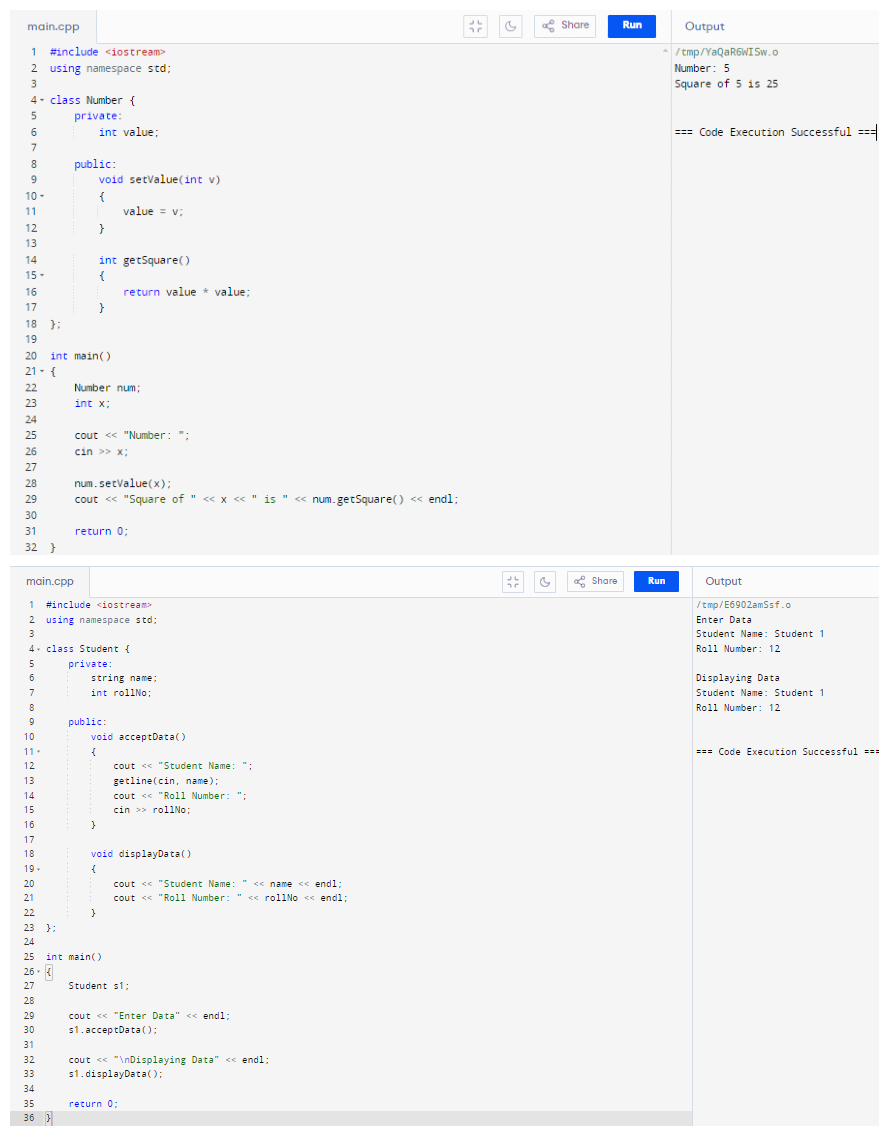 main.cpp Share Run Output
1 #include <iostream> /tmp/YaQaR6WISw.o
2 using namespace std; Number: 5
3 Square of 5 is 25
4 class Number {
5 private:
6 int value; === Code Execution Successful ===
7
8 public:
9 void setValue(int v)
10 {
11 value = v;
12 }
13
14 int getSquare()
15 {
16 return value * value;
17 }
18 };
19
20 int main()
21 {
22 Number num;
23 int x;
24
25 cout << "Number: ";
26 cin >> x;
27
28 num.setValue(x);
29 cout << "Square of " << x << " is " << num.getSquare() << endl;
30
31 return 0;
32 }
main.cpp Share Run Output
1 #include <iostream> /tmp/E6902amSsf.o
2 using namespace std; Enter Data
3 Student Name: Student 1
4 class Student { Roll Number: 12
5 private:
6 string name; Displaying Data
7 int rollNo; Student Name: Student 1
8 Roll Number: 12
9 public:
10 void acceptData()
11 { === Code Execution Successful ===
12 cout << "Student Name: ";
13 getline(cin, name);
14 cout << "Roll Number: ";
15 cin >> rollNo;
16 }
17
18 void displayData()
19 {
20 cout << "Student Name: " << name << endl;
21 cout << "Roll Number: " << rollNo << endl;
22 }
23 };
24
25 int main()
26 {
27 Student s1;
28
29 cout << "Enter Data" << endl;
30 s1.acceptData();
31
32 cout << "\nDisplaying Data" << endl;
33 s1.displayData();
34
35 return 0;
36 }